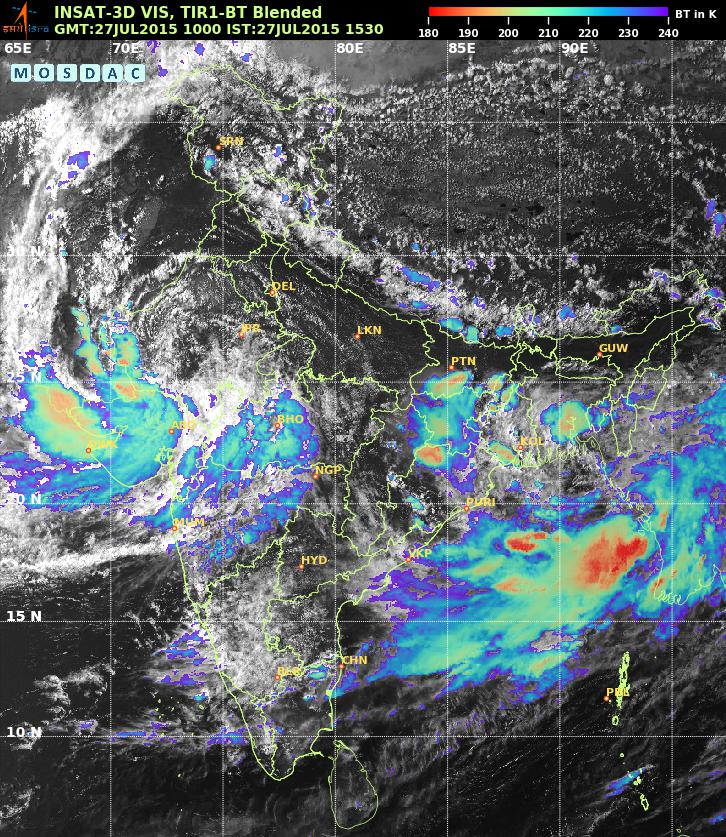 INSAT-3D VIS, TIR1-BT Blended
GMT:27JUL2015 1000 IST:27JUL2015 1530
BT in K
180 190 200 210 220 230 240
65E 70E 80E 85E 90E
MOSDAC
SRN
30 N
DEL
JPR
LKN
GUW
PTN
25 N
BHO
KOL
NGP
20 N
PURI
MUM
VKP
HYD
15 N
CHN
PBL
10 N